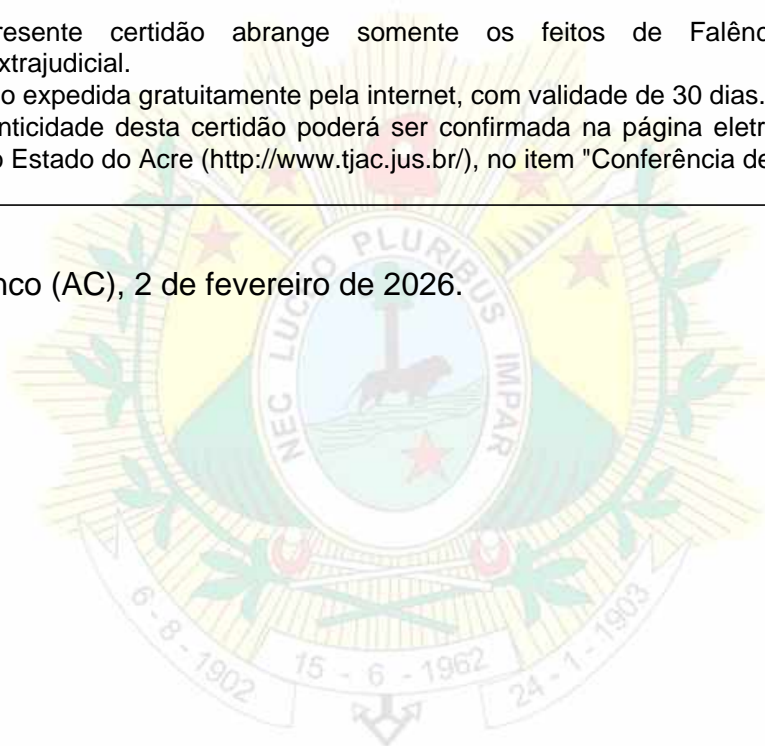 resente certidão abrange somente os feitos de Falênc
xtrajudicial.
o expedida gratuitamente pela internet, com validade de 30 dias.
nticidade desta certidão poderá ser confirmada na página eletr
o Estado do Acre (http://www.tjac.jus.br/), no item "Conferência de
nco (AC), 2 de fevereiro de 2026.
NEC LUCEO PLURIBUS IMPAR
6 - 8 - 1902
15 - 6 - 1962
24 - 1 - 1903